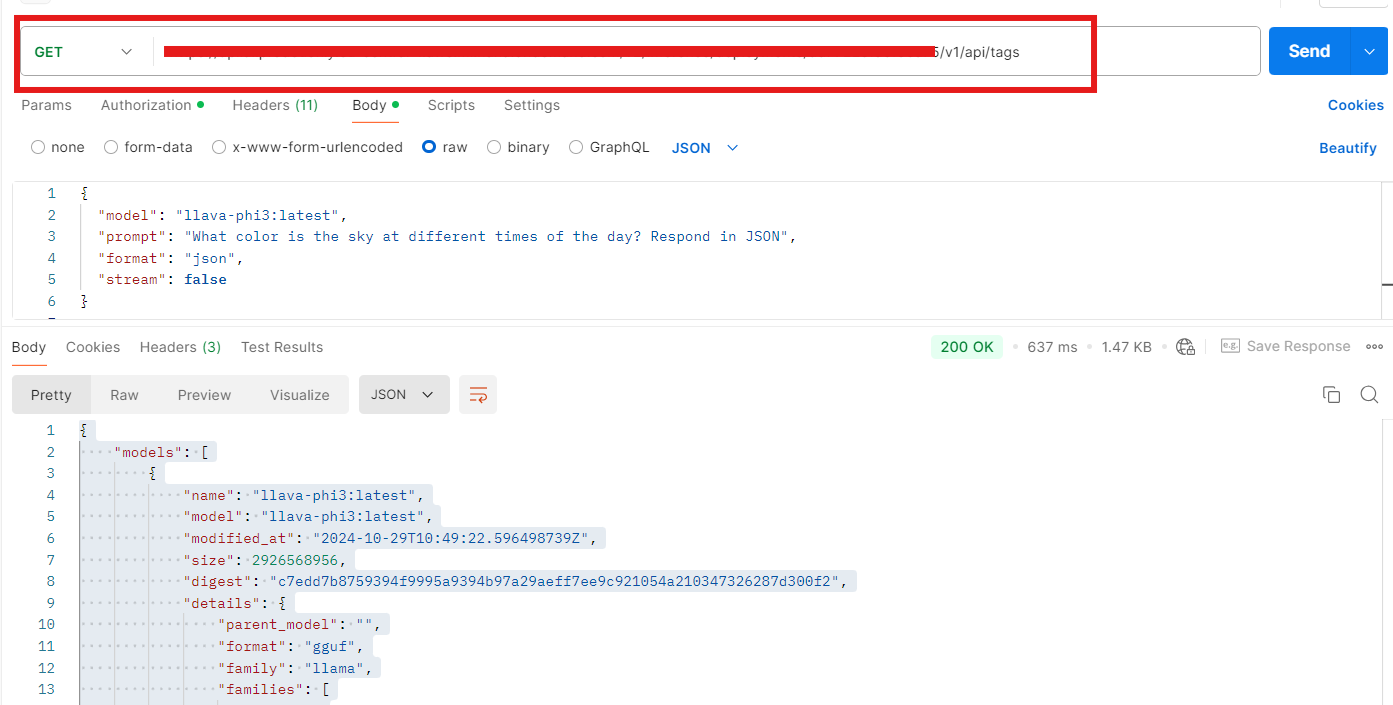 GET /v1/api/tags Send
Params Authorization Headers (11) Body Scripts Settings Cookies
none form-data x-www-form-urlencoded raw binary GraphQL JSON Beautify
1 {
2 "model": "llava-phi3:latest",
3 "prompt": "What color is the sky at different times of the day? Respond in JSON",
4 "format": "json",
5 "stream": false
6 }
Body Cookies Headers (3) Test Results 200 OK 637 ms 1.47 KB e.g. Save Response
Pretty Raw Preview Visualize JSON
1 {
2 "models": [
3 {
4 "name": "llava-phi3:latest",
5 "model": "llava-phi3:latest",
6 "modified_at": "2024-10-29T10:49:22.596498739Z",
7 "size": 2926568956,
8 "digest": "c7edd7b8759394f9995a9394b97a29aeff7ee9c921054a210347326287d300f2",
9 "details": {
10 "parent_model": "",
11 "format": "gguf",
12 "family": "llama",
13 "families": [